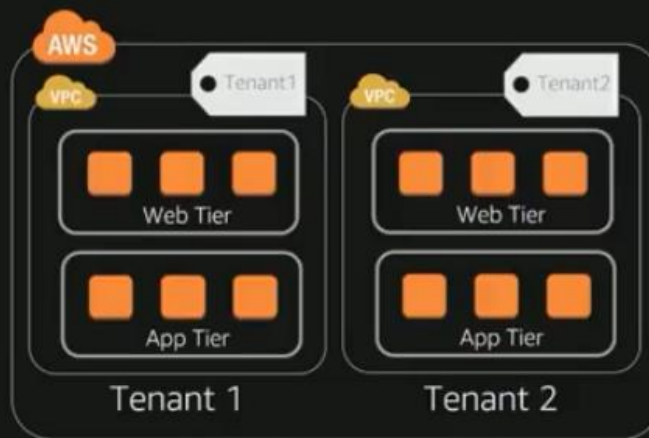 AWS
VPC
Tenant1
VPC
Tenant2
Web Tier
Web Tier
App Tier
App Tier
Tenant 1
Tenant 2